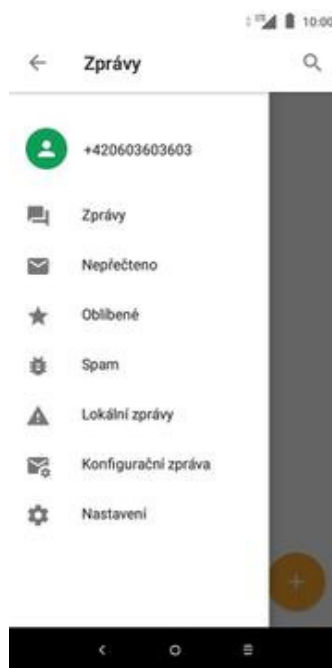 10:00
Zprávy
+420603603603
Zprávy
Nepřečteno
Oblíbené
Spam
Lokální zprávy
Konfigurační zpráva
Nastavení